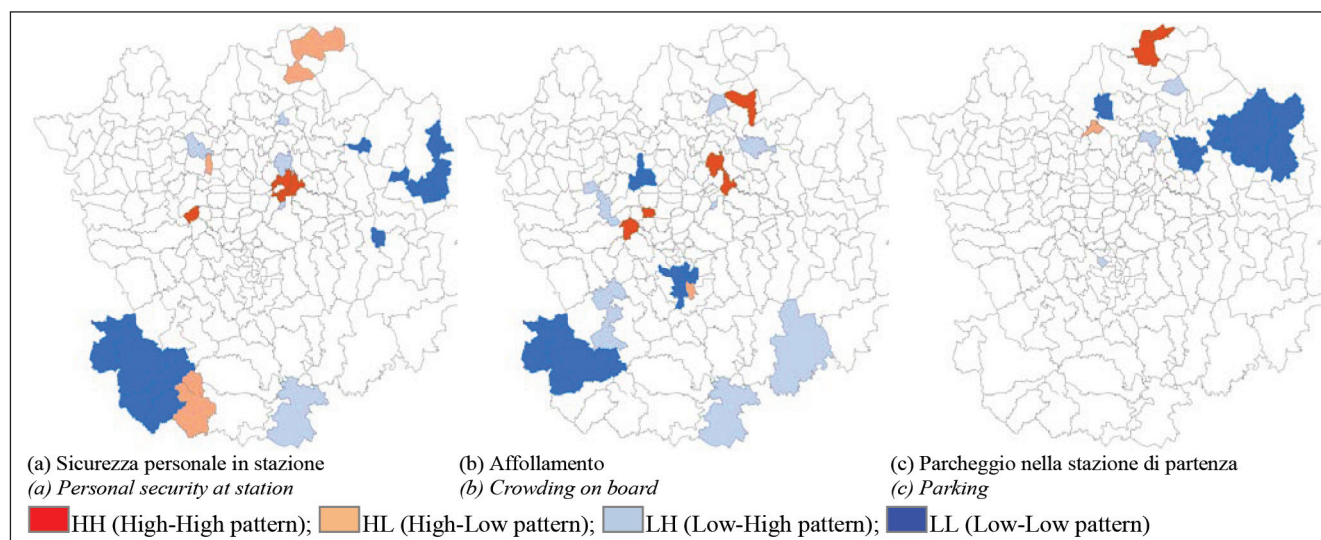 (a) Sicurezza personale in stazione
(a) Personal security at station
(b) Affollamento
(b) Crowding on board
(c) Parcheggio nella stazione di partenza
(c) Parking
HH (High-High pattern); HL (High-Low pattern); LH (Low-High pattern); LL (Low-Low pattern)